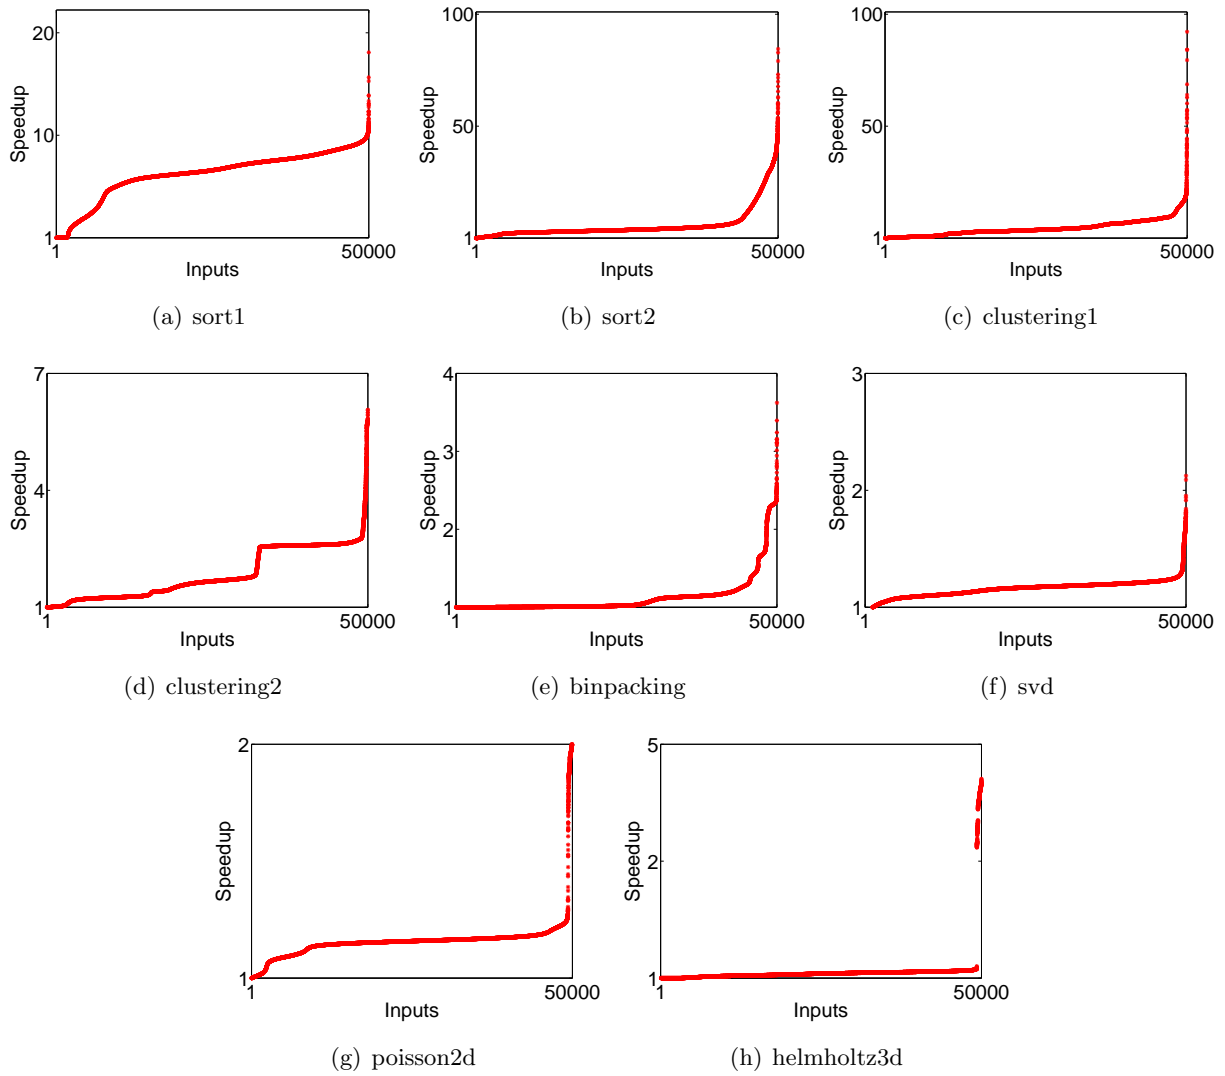 20
10
1
Speedup
1
50000
Inputs
(a) sort1
100
50
1
Speedup
1
50000
Inputs
(b) sort2
100
50
1
Speedup
1
50000
Inputs
(c) clustering1
7
4
1
Speedup
1
50000
Inputs
(d) clustering2
4
3
2
1
Speedup
1
50000
Inputs
(e) binpacking
3
2
1
Speedup
1
50000
Inputs
(f) svd
2
1
Speedup
1
50000
Inputs
(g) poisson2d
5
2
1
Speedup
1
50000
Inputs
(h) helmholtz3d